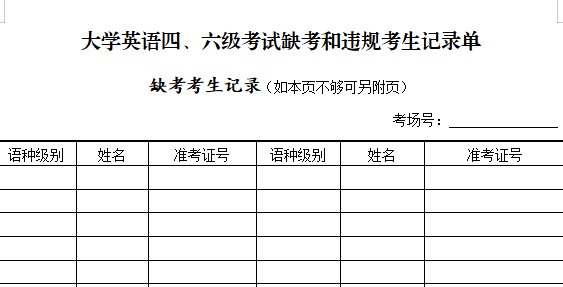 大学英语四、六级考试缺考和违规考生记录单
缺考考生记录（如本页不够可另附页）
考场号：
语种级别 姓名 准考证号 语种级别 姓名 准考证号